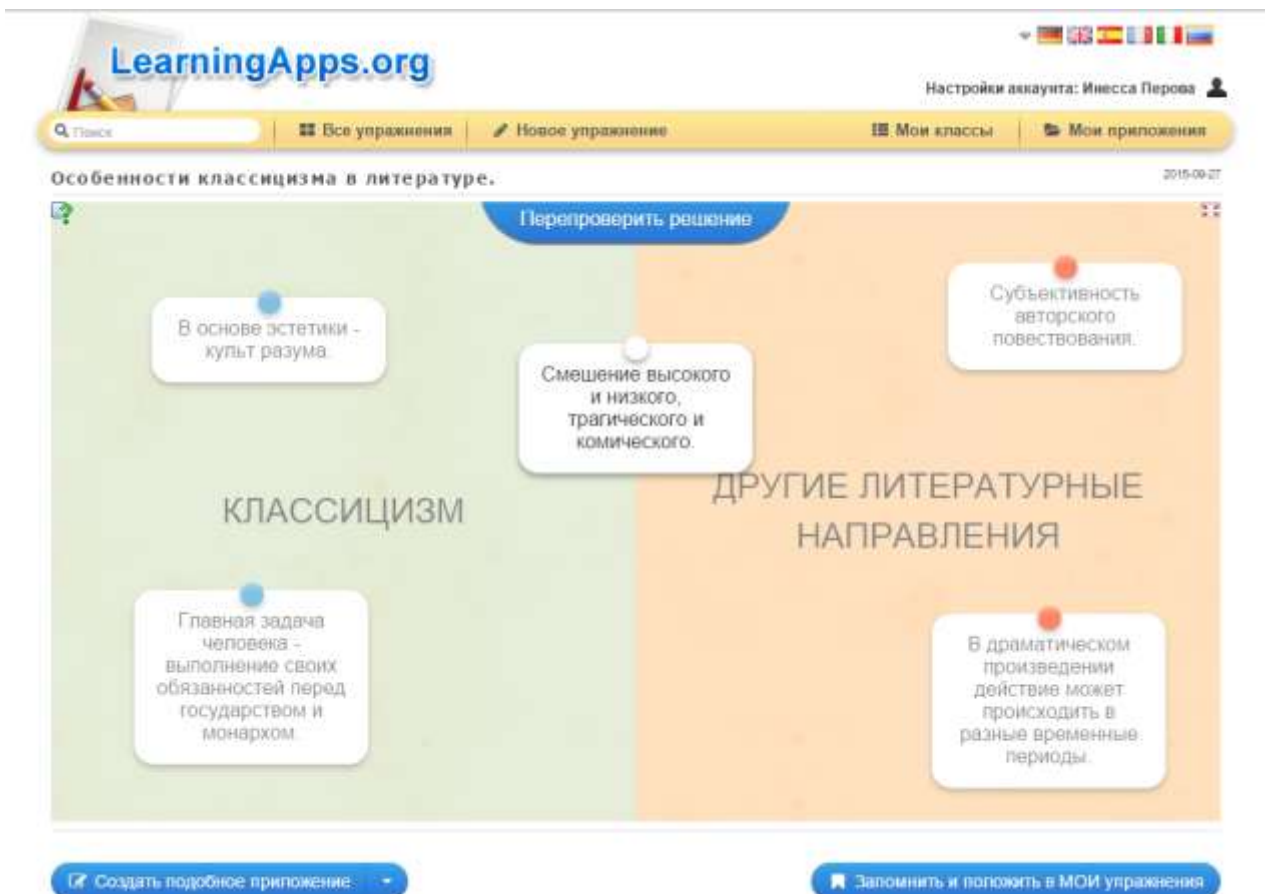 LearningApps.org
Настройки аккаунта: Инесса Перова
Поиск
Все упражнения
Новое упражнение
Мои классы
Мои приложения
Особенности классицизма в литературе.
2015-09-27
Перепроверить решение
В основе эстетики -
культ разума.
Смешение высокого
и низкого,
трагического и
комического.
Субъективность
авторского
повествования.
КЛАССИЦИЗМ
ДРУГИЕ ЛИТЕРАТУРНЫЕ
НАПРАВЛЕНИЯ
Главная задача
человека -
выполнение своих
обязанностей перед
государством и
монархом.
В драматическом
произведении
действие может
происходить в
разные временные
периоды.
Создать подобное приложение
Запомнить и положить в МОИ упражнения